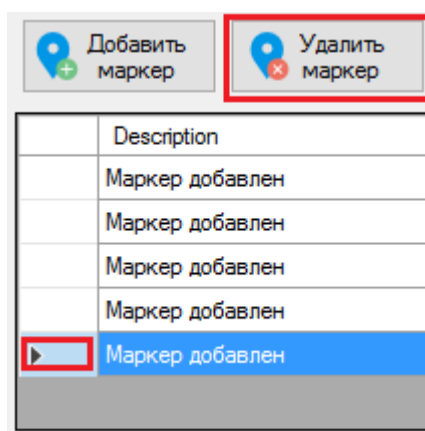 Добавить
маркер
Удалить
маркер
Description
Маркер добавлен
Маркер добавлен
Маркер добавлен
Маркер добавлен
Маркер добавлен